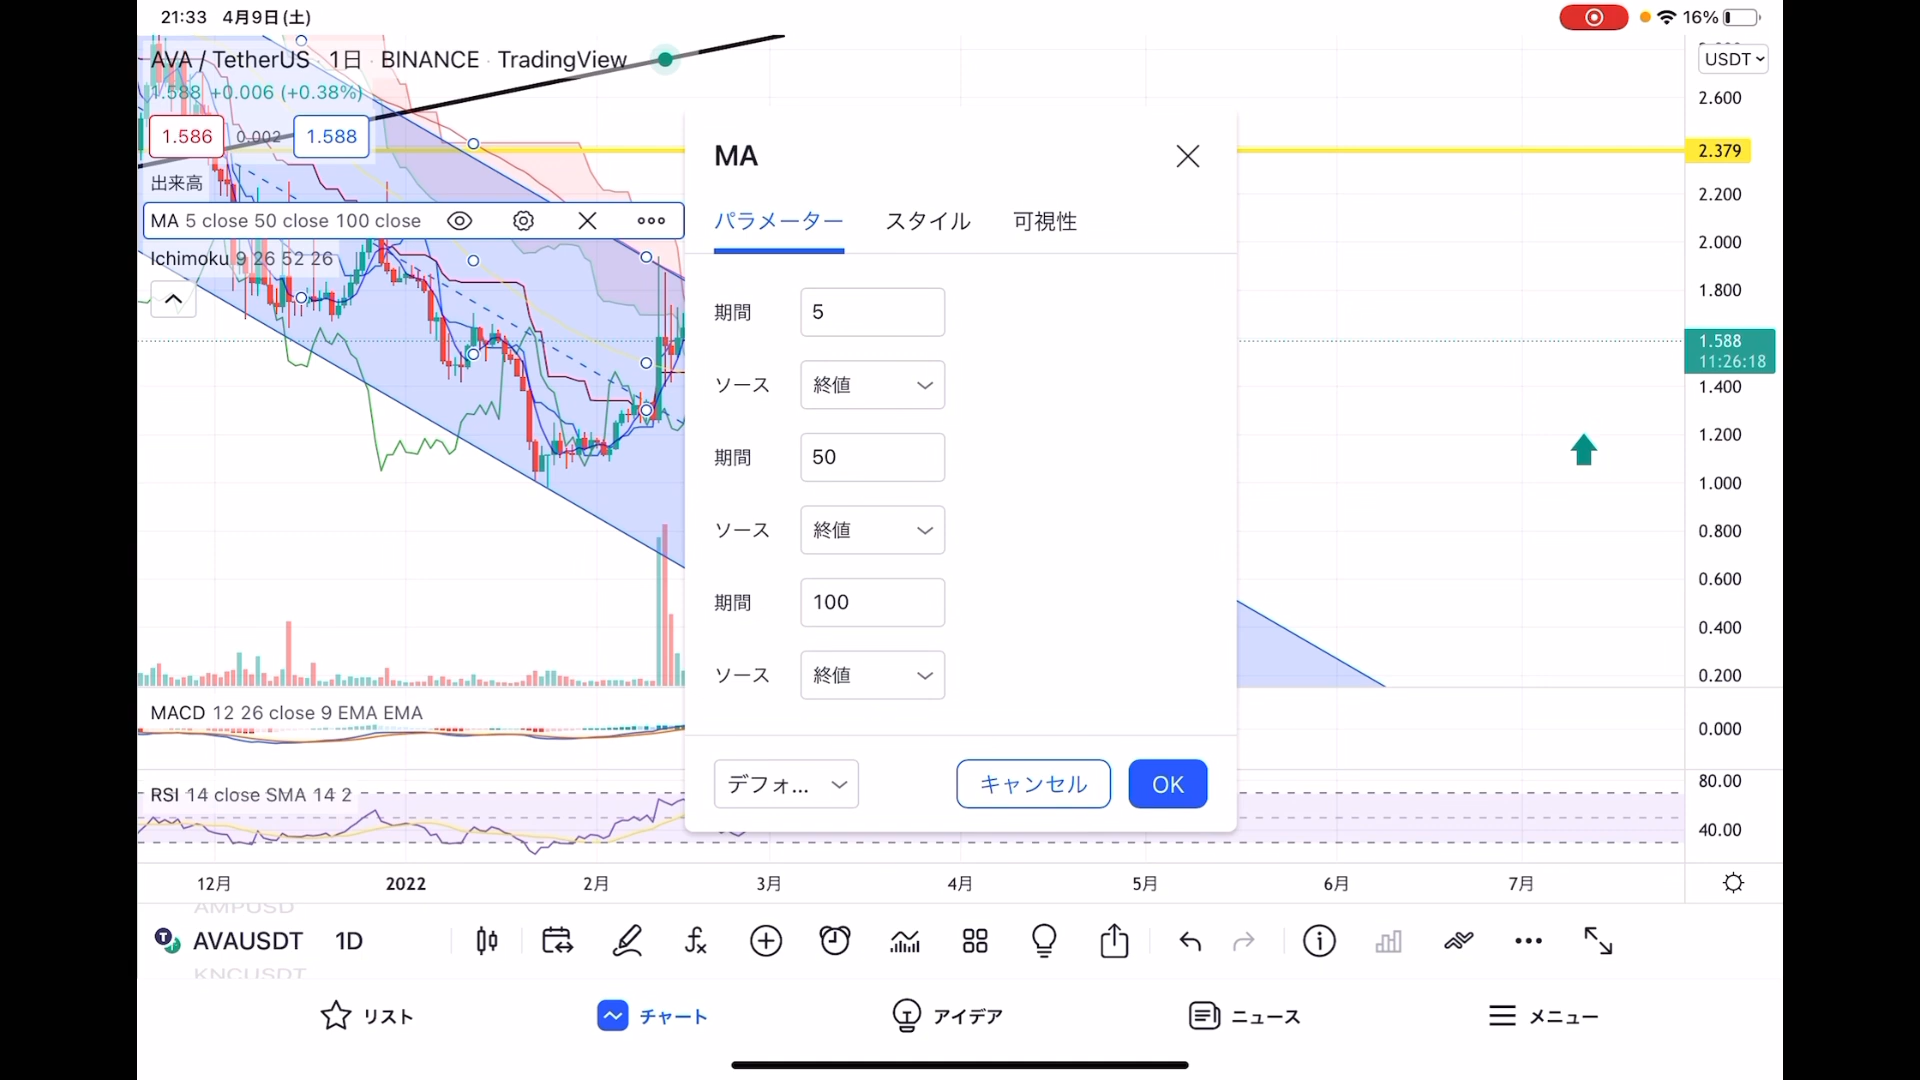 21:33 4月9日(土)
16%
AVA / TetherUS · 1日 · BINANCE · TradingView
USDT
1.588 +0.006 (+0.38%)
2.600
1.586 0.002 1.588
2.379
出来高
2.200
MA 5 close 50 close 100 close
2.000
Ichimoku 9 26 52 26
1.800
1.588
11:26:18
1.400
1.200
1.000
0.800
0.600
0.400
0.200
MA
パラメーター スタイル 可視性
期間 5
ソース 終値
期間 50
ソース 終値
期間 100
ソース 終値
デフォ... キャンセル OK
MACD 12 26 close 9 EMA EMA
0.000
RSI 14 close SMA 14 2
80.00
40.00
12月 2022 2月 3月 4月 5月 6月 7月
AMPUSD
AVAUSDT 1D
KNCUSDT
リスト チャート アイデア ニュース メニュー